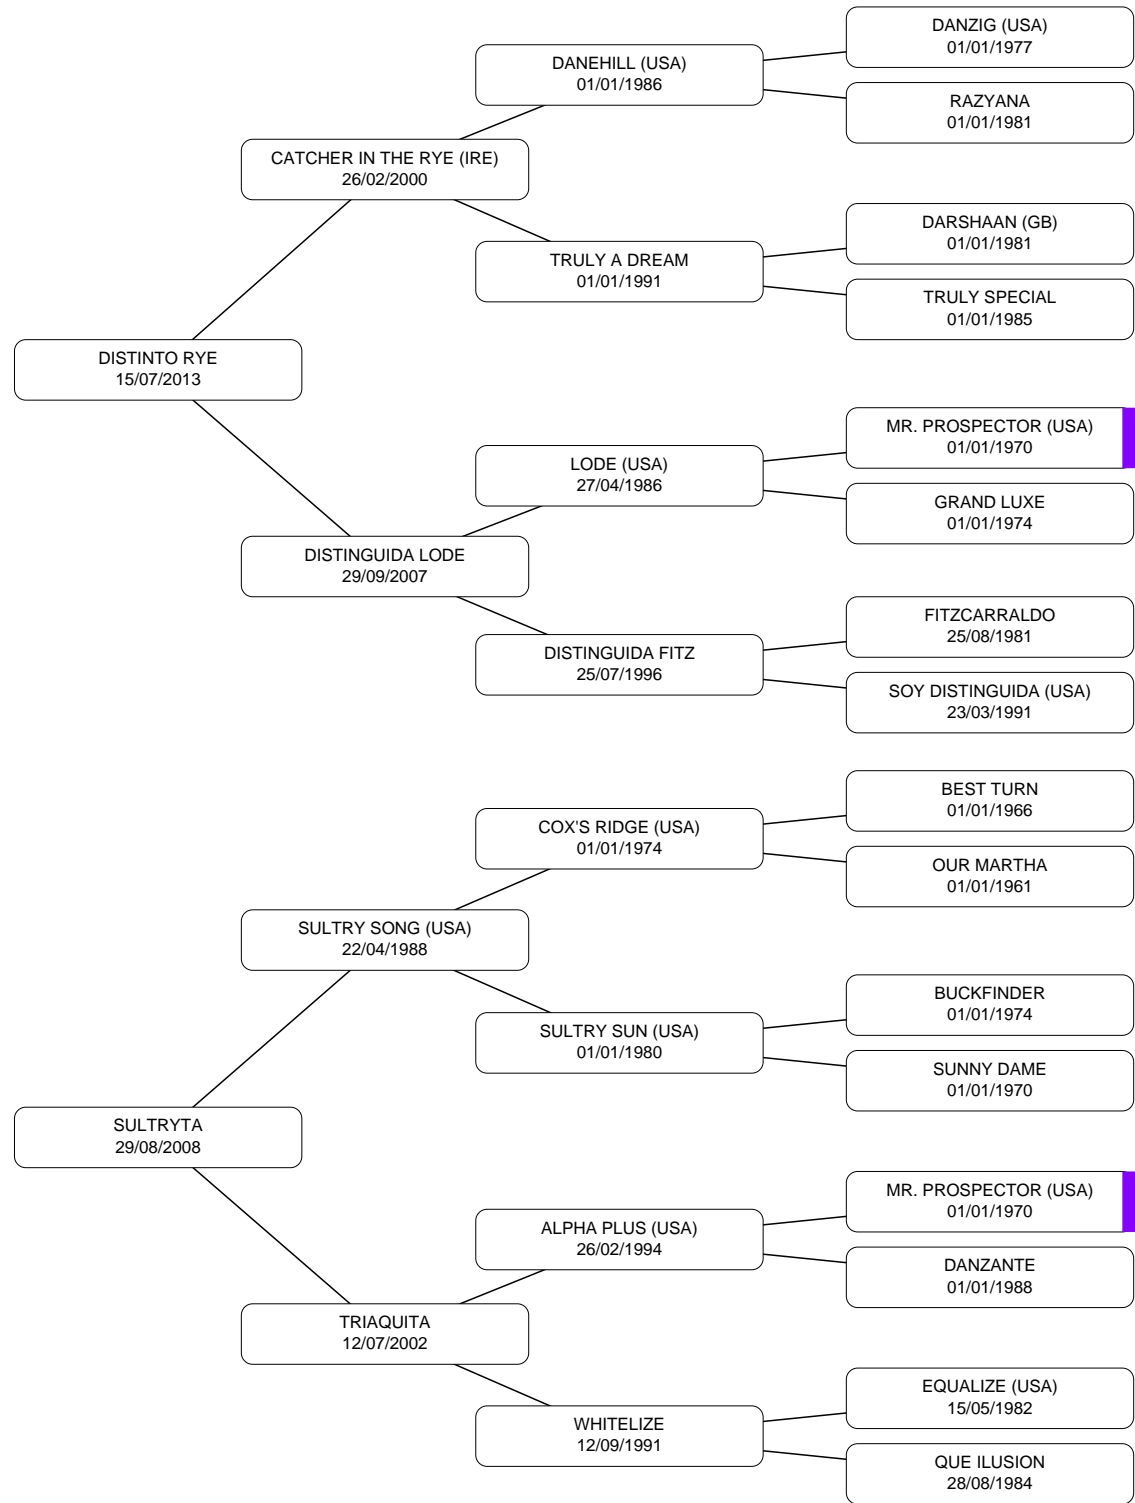 DANZIG (USA)
01/01/1977
DANEHILL (USA)
01/01/1986
RAZYANA
01/01/1981
CATCHER IN THE RYE (IRE)
26/02/2000
DARSHAAN (GB)
01/01/1981
TRULY A DREAM
01/01/1991
TRULY SPECIAL
01/01/1985
DISTINTO RYE
15/07/2013
MR. PROSPECTOR (USA)
01/01/1970
LODE (USA)
27/04/1986
GRAND LUXE
01/01/1974
DISTINGUIDA LODE
29/09/2007
FITZCARRALDO
25/08/1981
DISTINGUIDA FITZ
25/07/1996
SOY DISTINGUIDA (USA)
23/03/1991
BEST TURN
01/01/1966
COX'S RIDGE (USA)
01/01/1974
OUR MARTHA
01/01/1961
SULTRY SONG (USA)
22/04/1988
BUCKFINDER
01/01/1974
SULTRY SUN (USA)
01/01/1980
SUNNY DAME
01/01/1970
SULTRYTA
29/08/2008
MR. PROSPECTOR (USA)
01/01/1970
ALPHA PLUS (USA)
26/02/1994
DANZANTE
01/01/1988
TRIAQUITA
12/07/2002
EQUALIZE (USA)
15/05/1982
WHITELIZE
12/09/1991
QUE ILUSION
28/08/1984